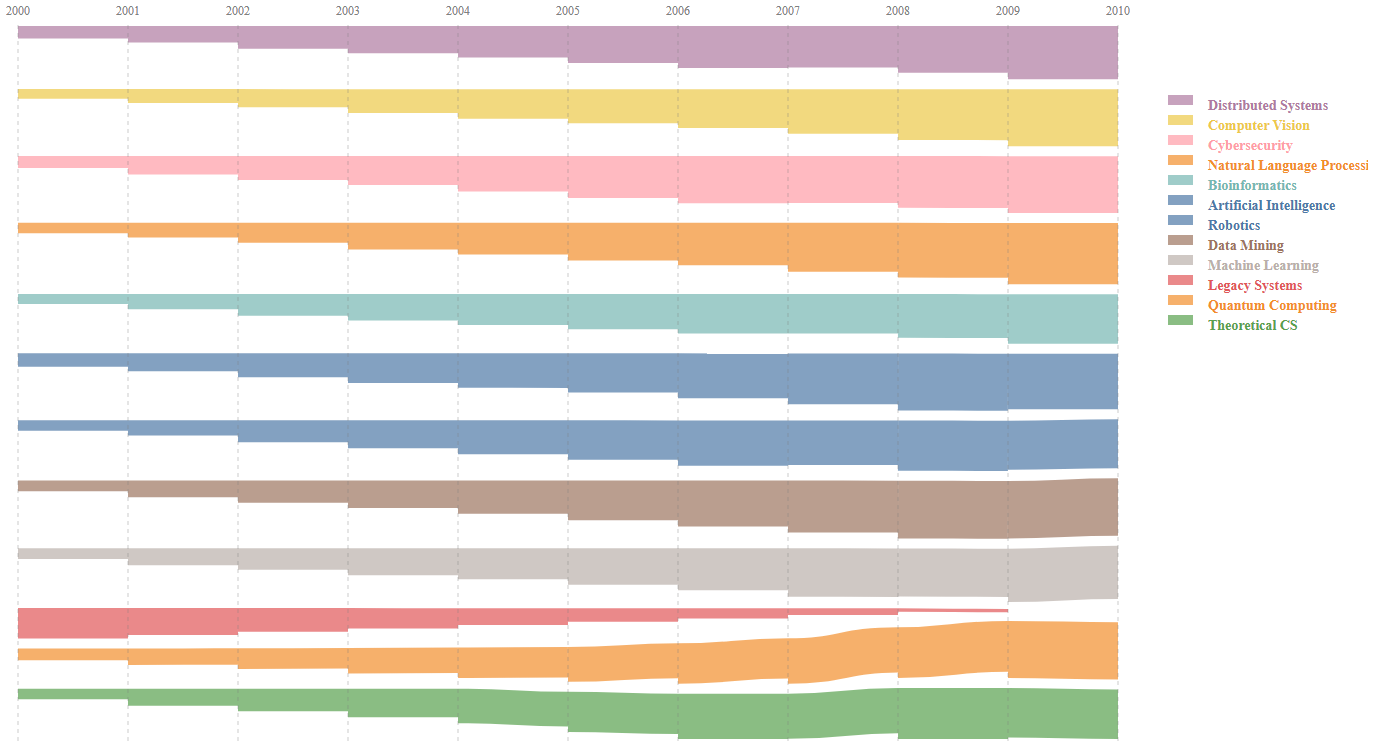 2000 2001 2002 2003 2004 2005 2006 2007 2008 2009 2010
Distributed Systems
Computer Vision
Cybersecurity
Natural Language Processi
Bioinformatics
Artificial Intelligence
Robotics
Data Mining
Machine Learning
Legacy Systems
Quantum Computing
Theoretical CS